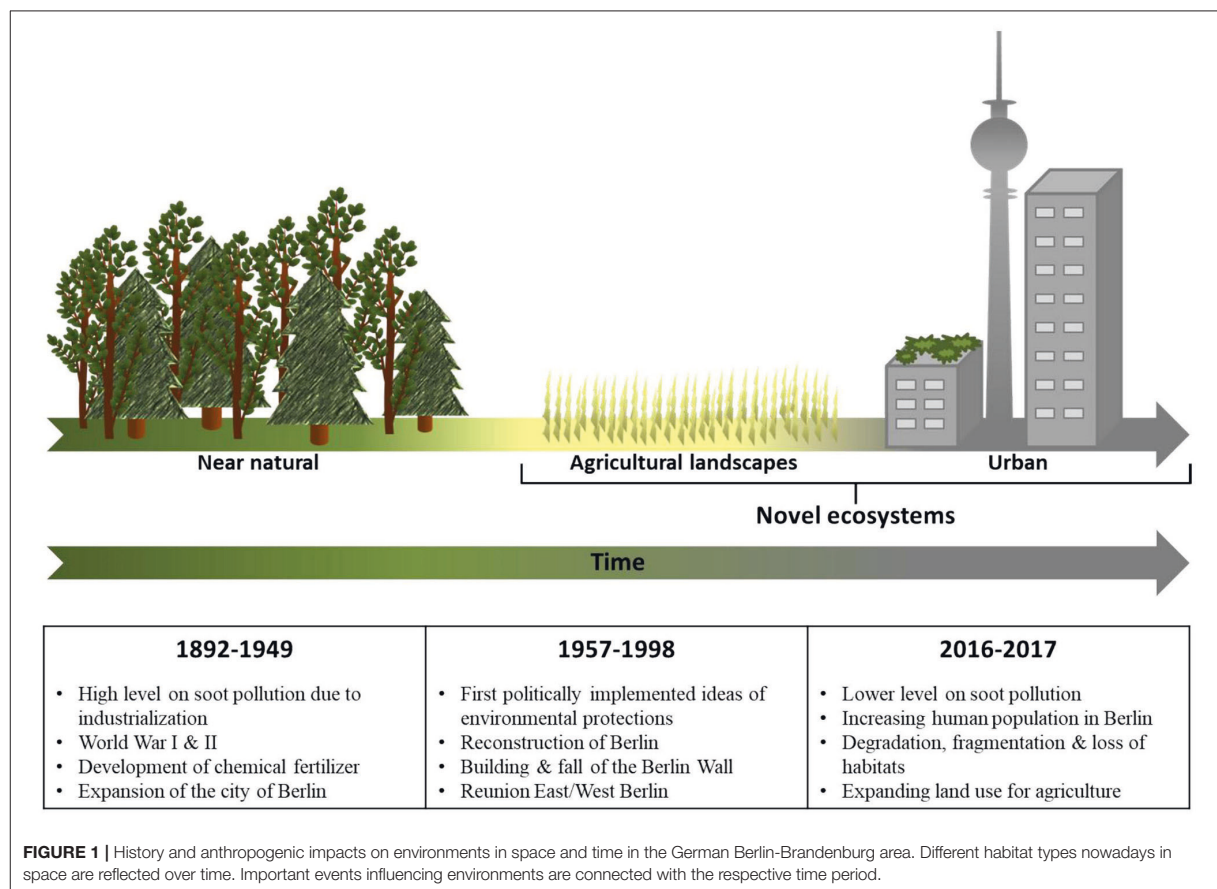 Near natural
Agricultural landscapes
Urban
Novel ecosystems
Time
1892-1949
• High level on soot pollution due to
industrialization
• World War I & II
• Development of chemical fertilizer
• Expansion of the city of Berlin
1957-1998
• First politically implemented ideas of
environmental protections
• Reconstruction of Berlin
• Building & fall of the Berlin Wall
• Reunion East/West Berlin
2016-2017
• Lower level on soot pollution
• Increasing human population in Berlin
• Degradation, fragmentation & loss of
habitats
• Expanding land use for agriculture
FIGURE 1 | History and anthropogenic impacts on environments in space and time in the German Berlin-Brandenburg area. Different habitat types nowadays in
space are reflected over time. Important events influencing environments are connected with the respective time period.